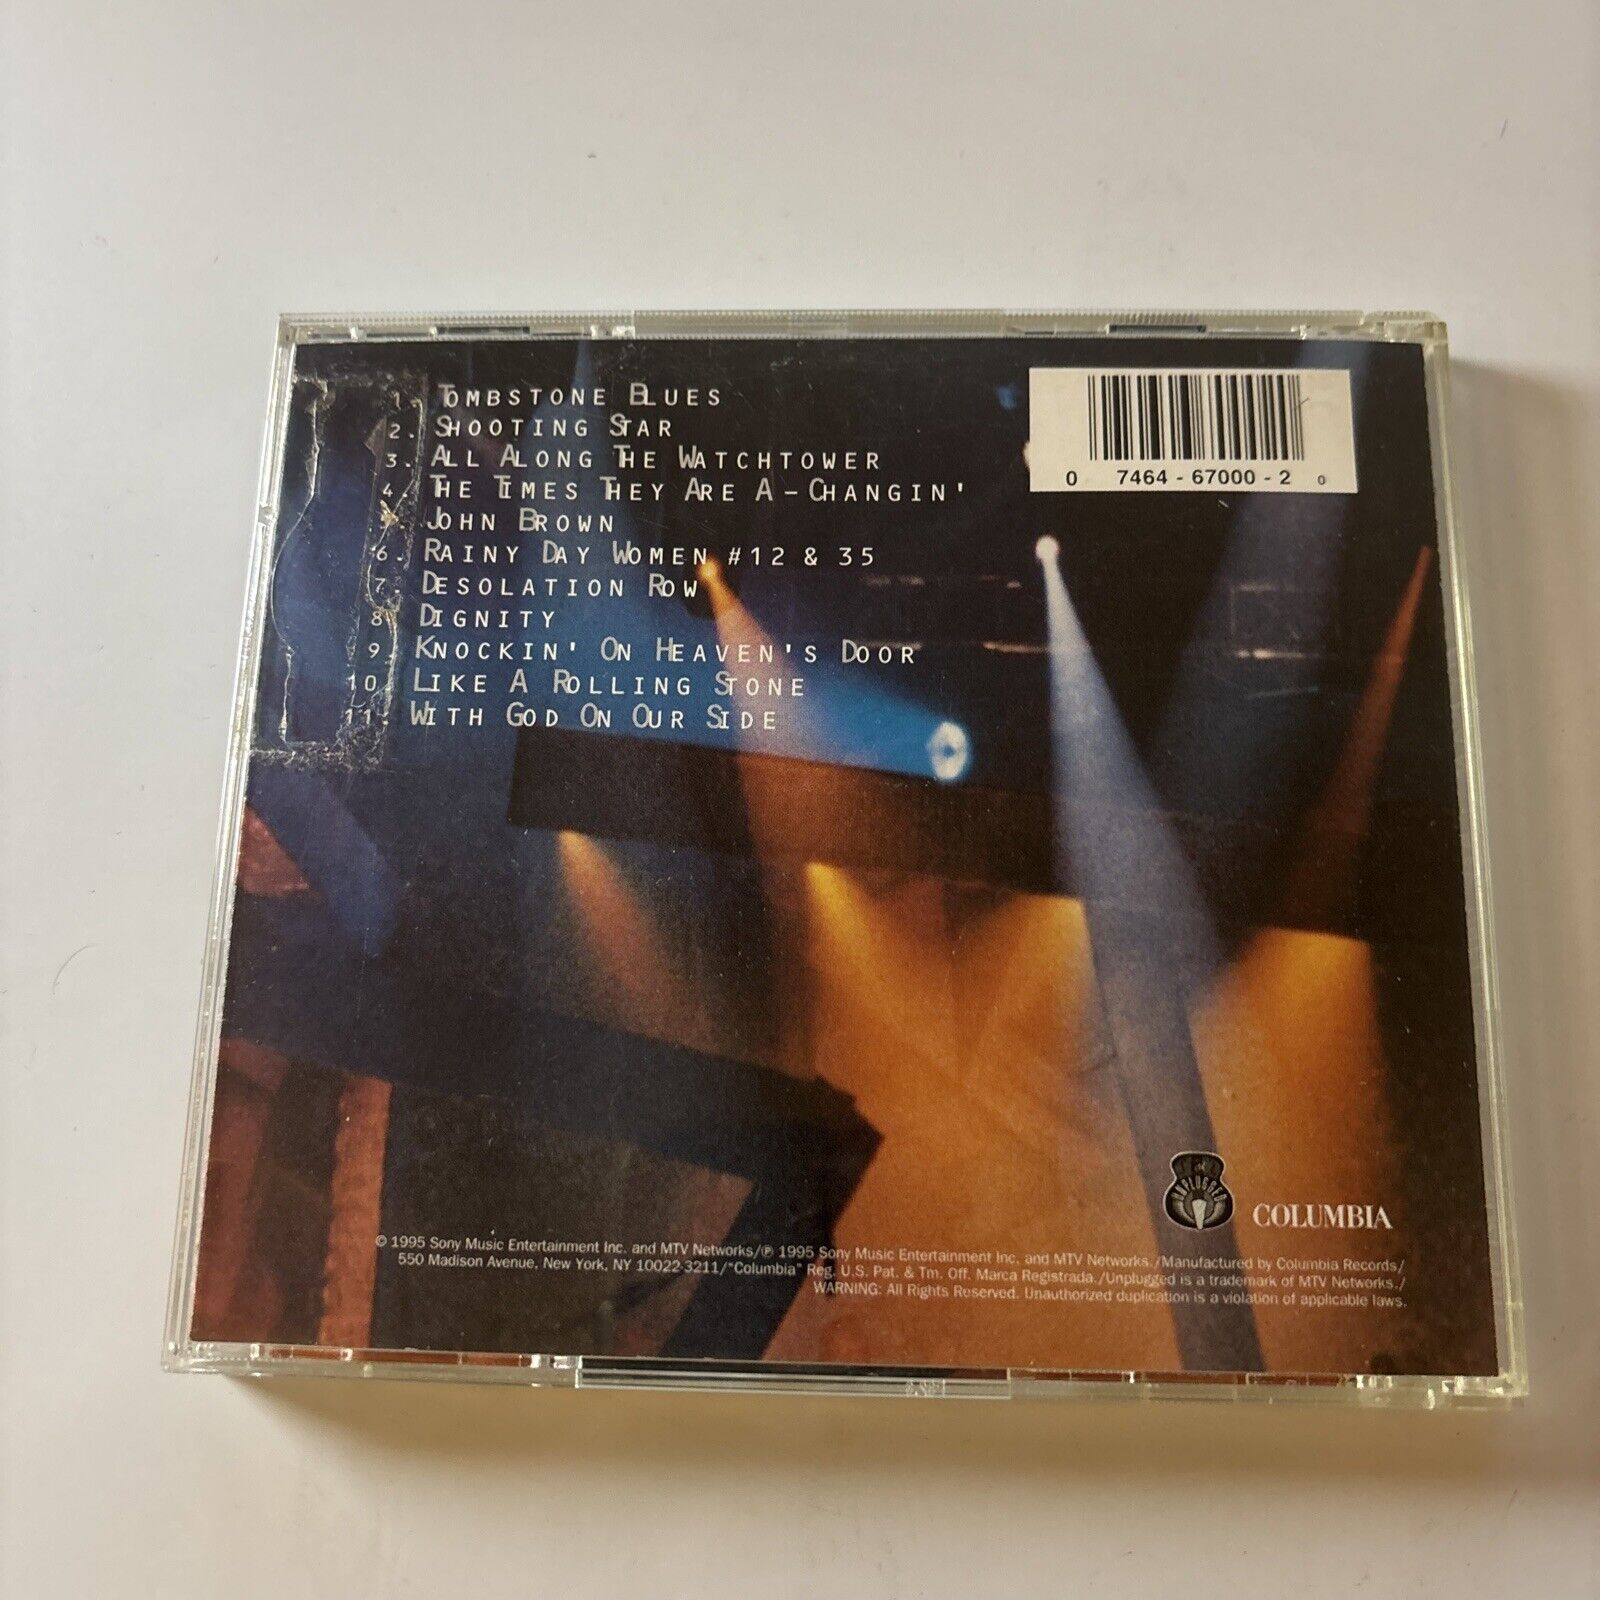 1. TOMBSTONE BLUES
2. SHOOTING STAR
3. ALL ALONG THE WATCHTOWER
4. THE TIMES THEY ARE A-CHANGIN'
5. JOHN BROWN
6. RAINY DAY WOMEN #12 & 35
7. DESOLATION ROW
8. DIGNITY
9. KNOCKIN' ON HEAVEN'S DOOR
10. LIKE A ROLLING STONE
11. WITH GOD ON OUR SIDE
0 7464-67000-2 0
UNPLUGGED
COLUMBIA
© 1995 Sony Music Entertainment Inc. and MTV Networks/℗ 1995 Sony Music Entertainment Inc. and MTV Networks./Manufactured by Columbia Records/
550 Madison Avenue, New York, NY 10022-3211/"Columbia" Reg. U.S. Pat. & Tm. Off. Marca Registrada./Unplugged is a trademark of MTV Networks./
WARNING: All Rights Reserved. Unauthorized duplication is a violation of applicable laws.